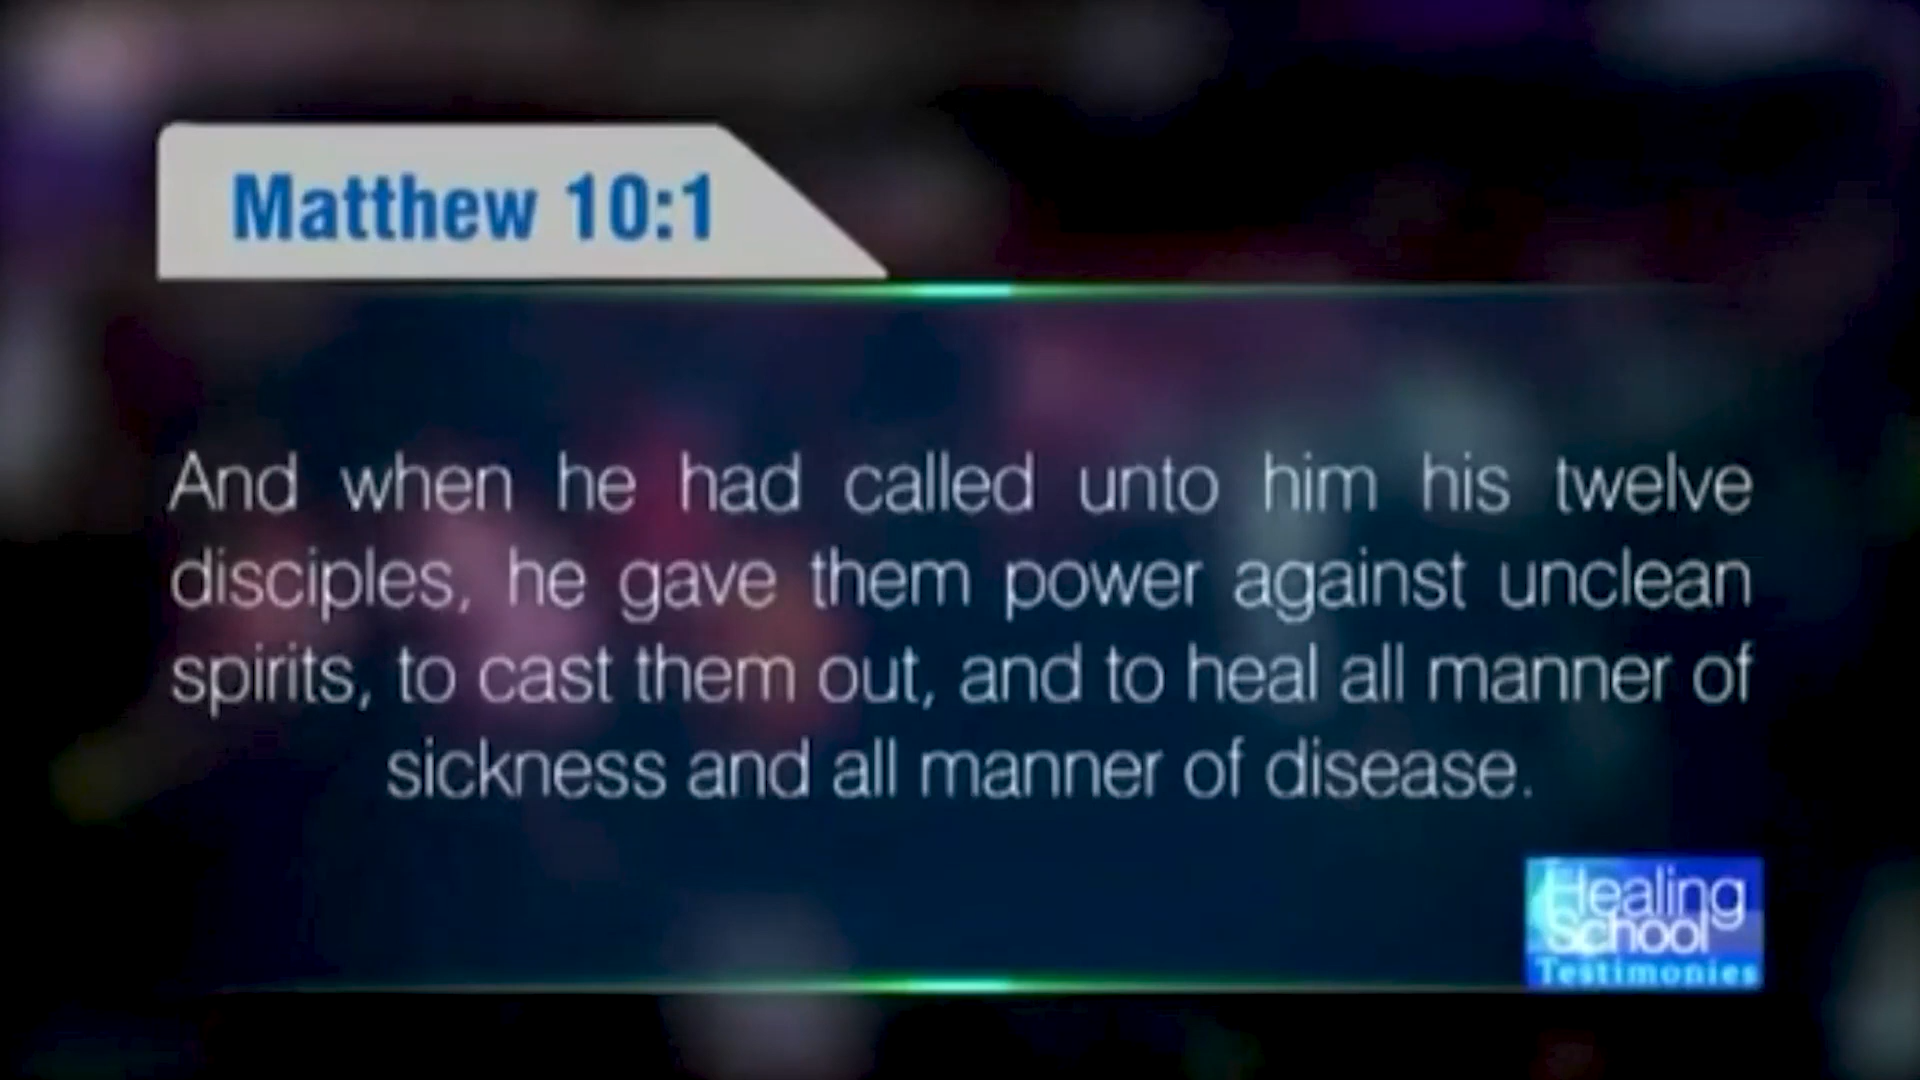 Matthew 10:1
And when he had called unto him his twelve
disciples, he gave them power against unclean
spirits, to cast them out, and to heal all manner of
sickness and all manner of disease.
Healing
School
Testimonies